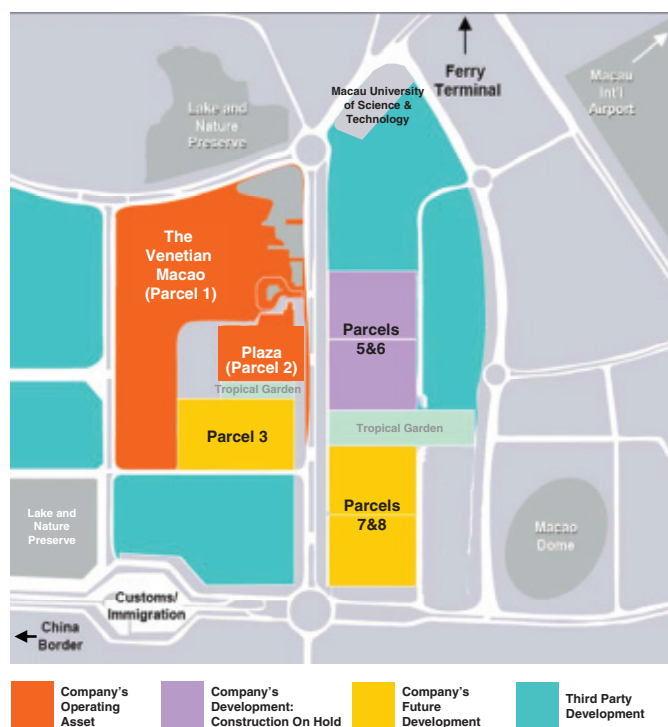 Ferry
Terminal
Macau University
of Science &
Technology
Macau
Int'l
Airport
Lake and
Nature
Preserve
The
Venetian
Macao
(Parcel 1)
Parcels
5&6
Plaza
(Parcel 2)
Tropical Garden
Parcel 3
Tropical Garden
Parcels
7&8
Lake and
Nature
Preserve
Macao
Dome
Customs/
Immigration
China
Border
Company's
Operating
Asset
Company's
Development:
Construction On Hold
Company's
Future
Development
Third Party
Development